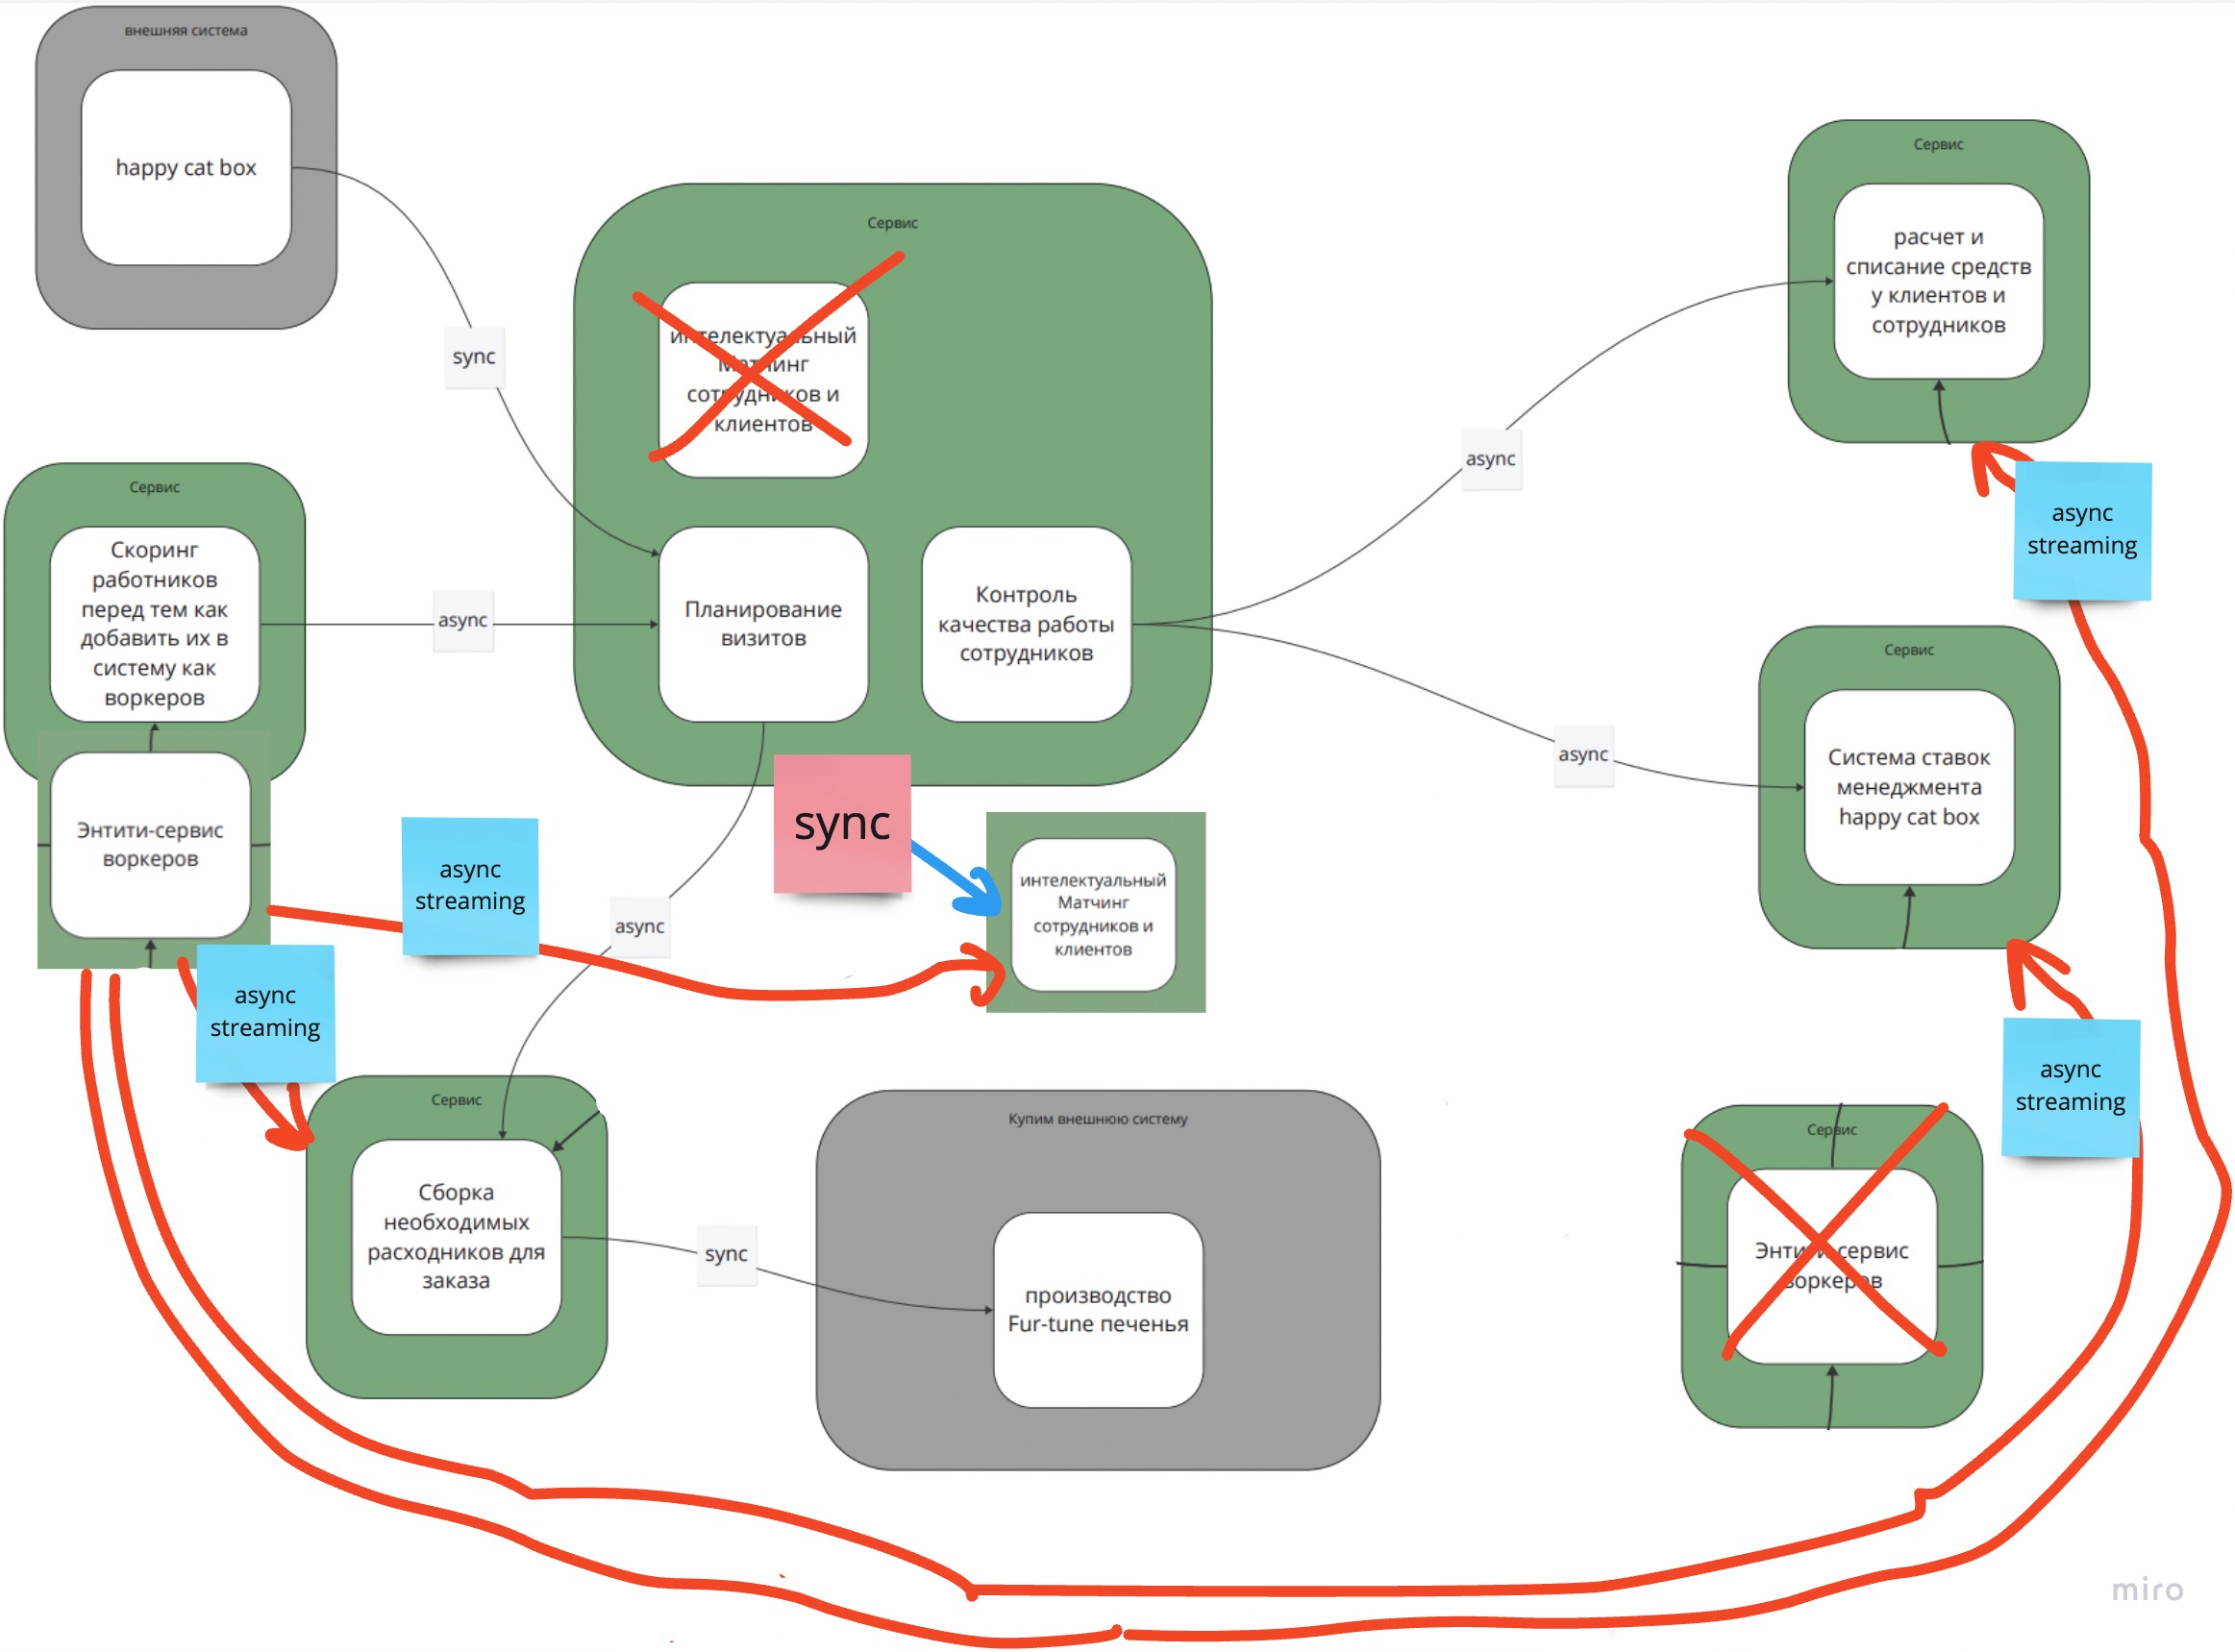 внешняя система
happy cat box
sync
Сервис
интелектуальный
Матчинг
сотрудников и
клиентов
Планирование
визитов
Контроль
качества работы
сотрудников
Сервис
расчет и
списание средств
у клиентов и
сотрудников
async
async
streaming
Сервис
Скоринг
работников
перед тем как
добавить их в
систему как
воркеров
async
Энтити-сервис
воркеров
async
streaming
async
streaming
sync
async
интелектуальный
Матчинг
сотрудников и
клиентов
async
Сервис
Система ставок
менеджмента
happy cat box
async
streaming
Сервис
Сборка
необходимых
расходников для
заказа
sync
Купим внешнюю систему
производство
Fur-tune печенья
Сервис
Энтити-сервис
воркеров
miro